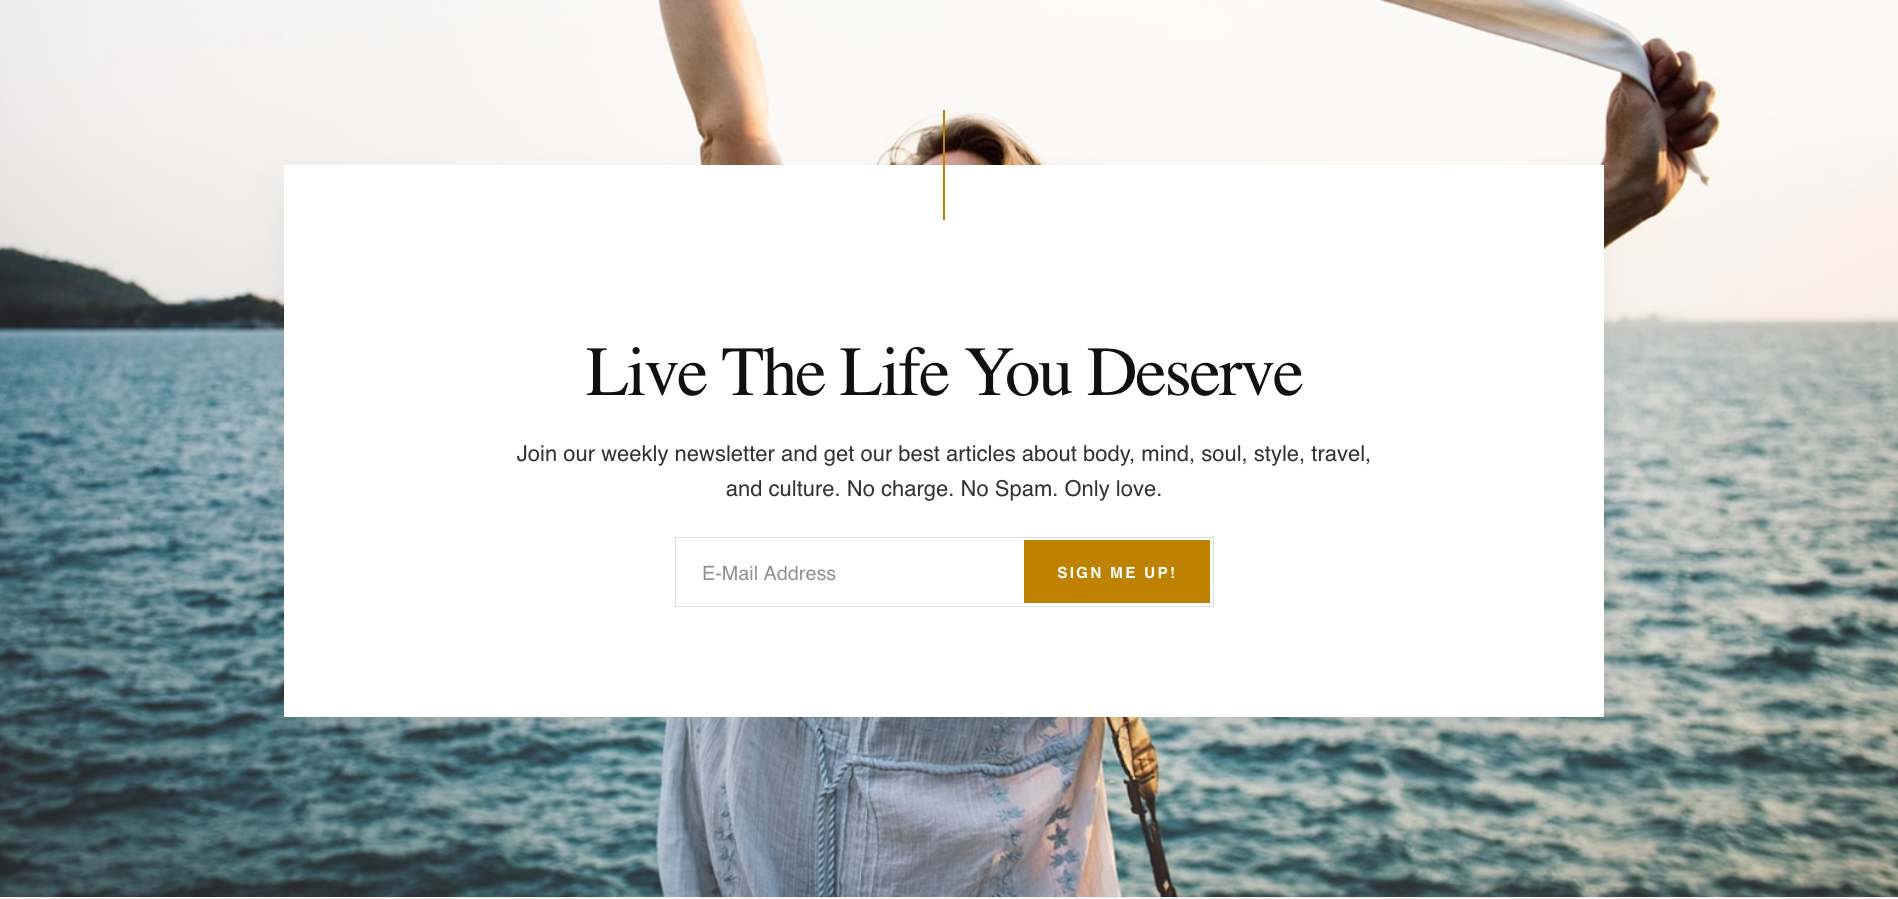 Live The Life You Deserve
Join our weekly newsletter and get our best articles about body, mind, soul, style, travel,
and culture. No charge. No Spam. Only love.
E-Mail Address
SIGN ME UP!